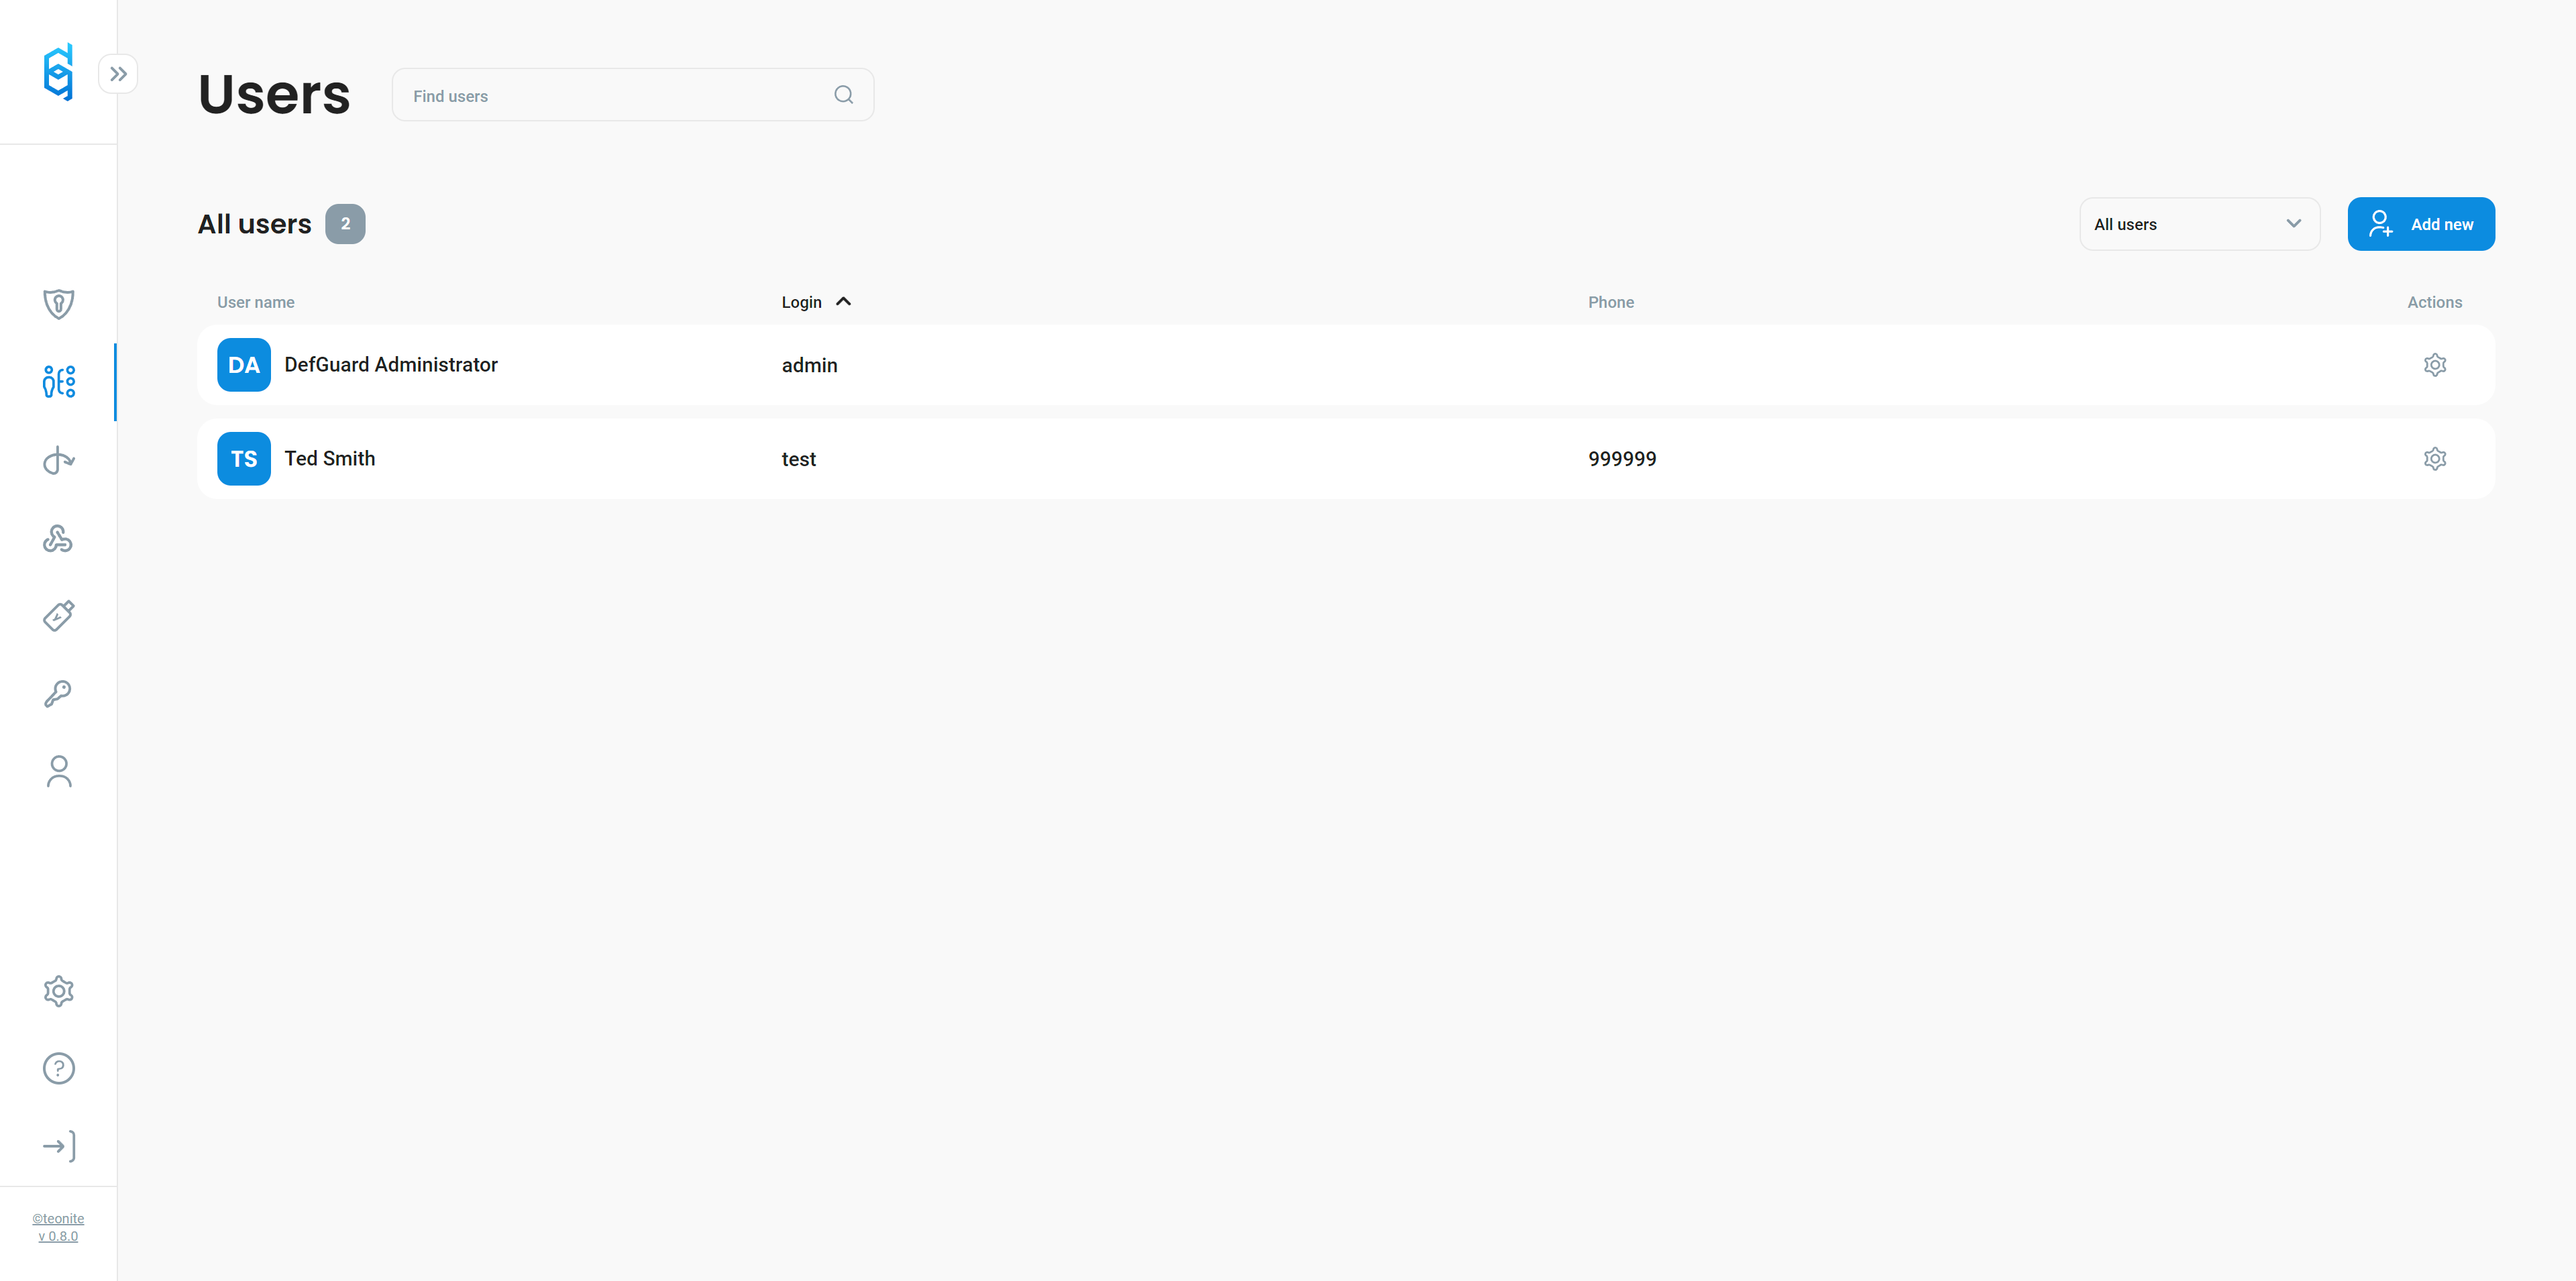 Users
Find users
All users 2
All users
Add new
User name Login Phone Actions
DA DefGuard Administrator admin
TS Ted Smith test 999999
?
©teonite
v 0.8.0